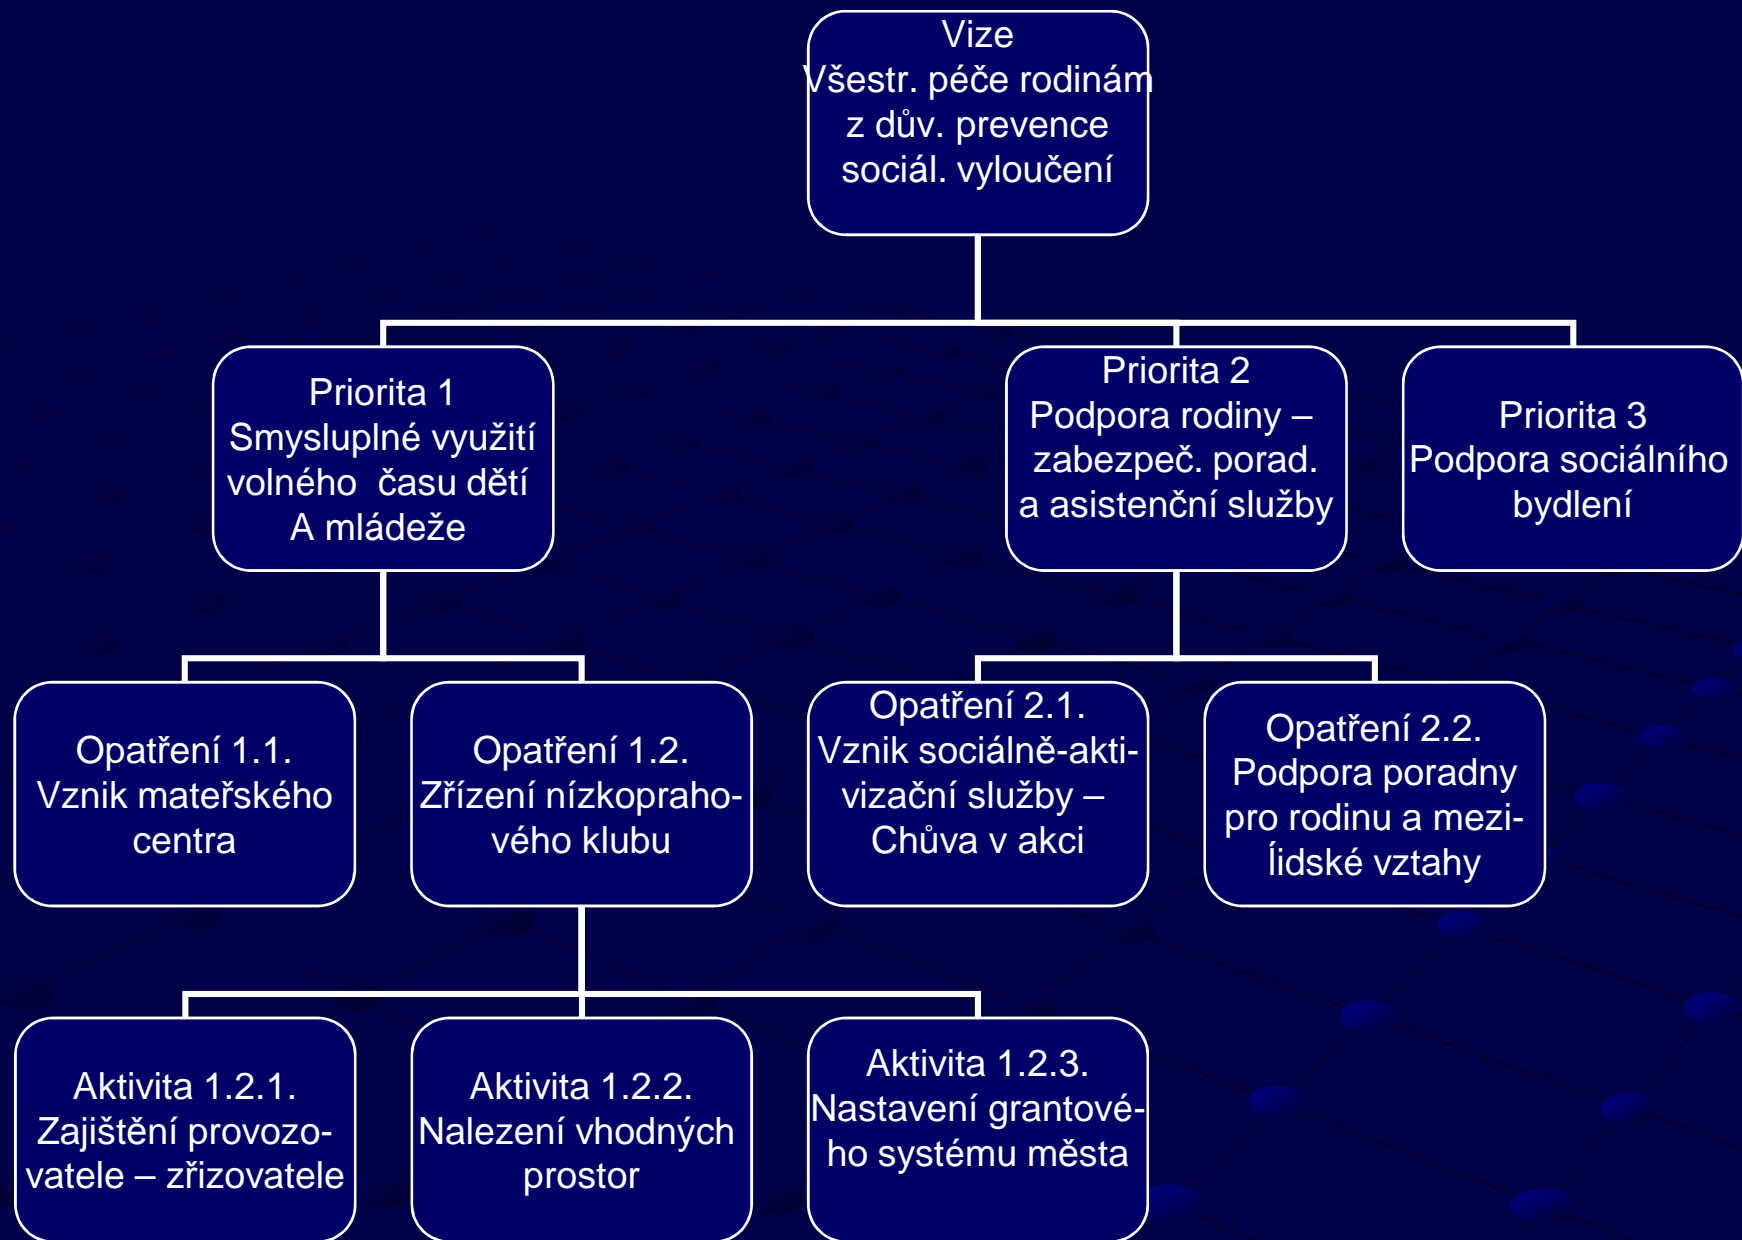 Vize
Všestr. péče rodinám
z dův. prevence
sociál. vyloučení
Priorita 1
Smysluplné využití
volného  času dětí
A mládeže
Priorita 2
Podpora rodiny –
zabezpeč. porad.
a asistenční služby
Priorita 3
Podpora sociálního
bydlení
Opatření 1.1.
Vznik mateřského
centra
Opatření 1.2.
Zřízení nízkopraho-
vého klubu
Opatření 2.1.
Vznik sociálně-akti-
vizační služby –
Chůva v akci
Opatření 2.2.
Podpora poradny
pro rodinu a mezi-
ĺidské vztahy
Aktivita 1.2.1.
Zajištění provozo-
vatele – zřizovatele
Aktivita 1.2.2.
Nalezení vhodných
prostor
Aktivita 1.2.3.
Nastavení grantové-
ho systému města